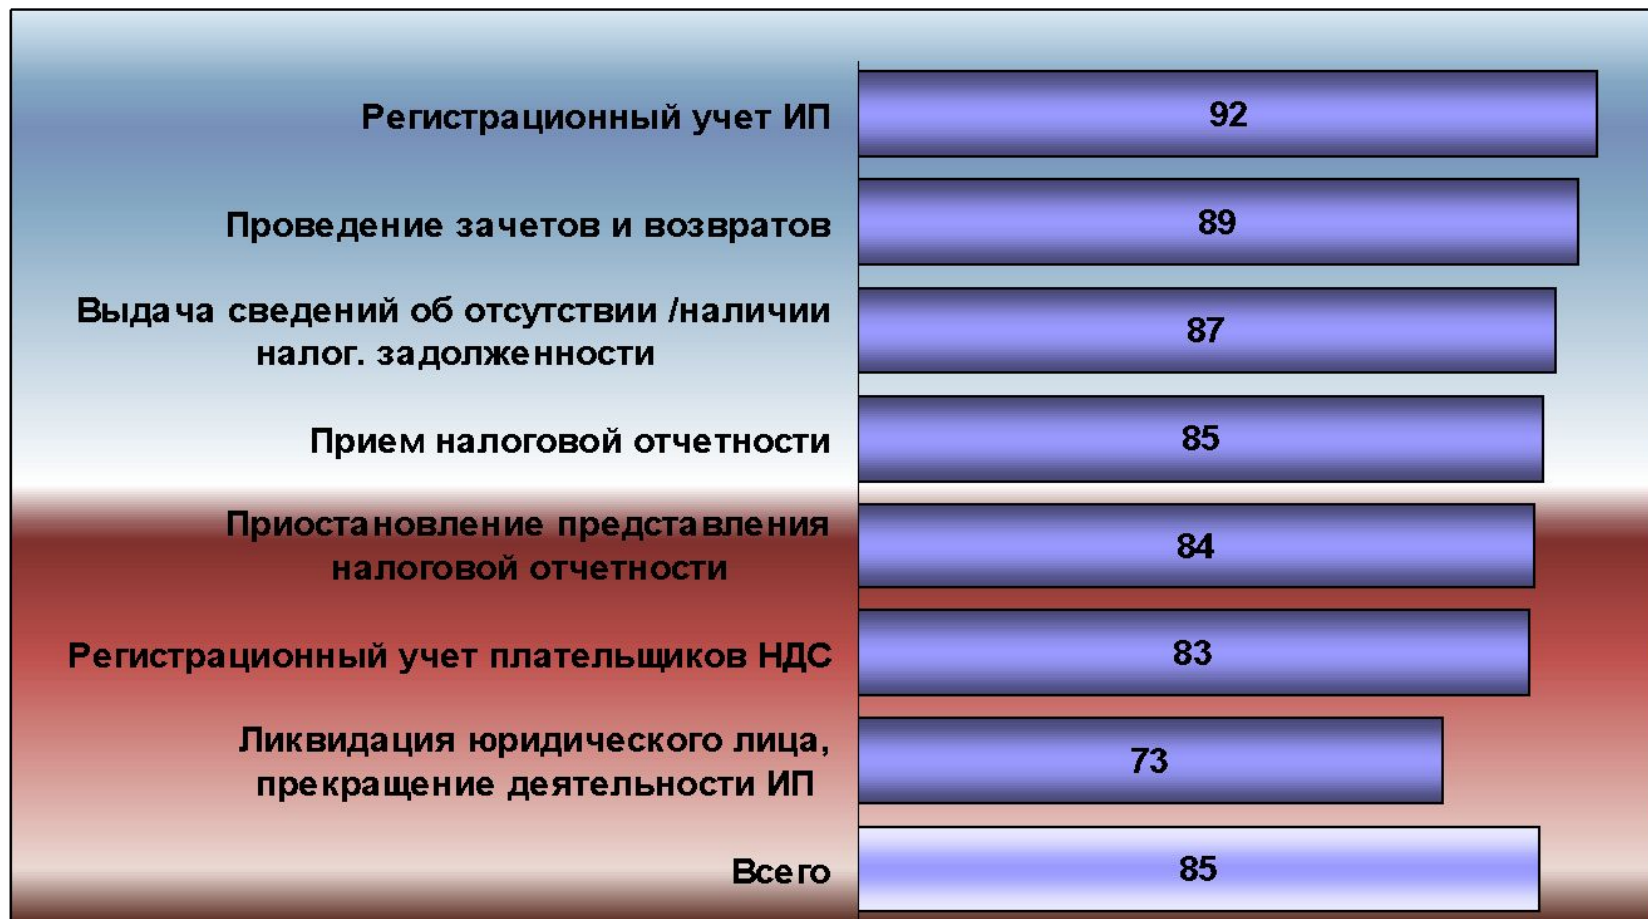 Регистрационный учет ИП
92
Проведение зачетов и возвратов
89
Выдача сведений об отсутствии /наличии
налог. задолженности
87
Прием налоговой отчетности
85
Приостановление представления
налоговой отчетности
84
Регистрационный учет плательщиков НДС
83
Ликвидация юридического лица,
прекращение деятельности ИП
73
Всего
85